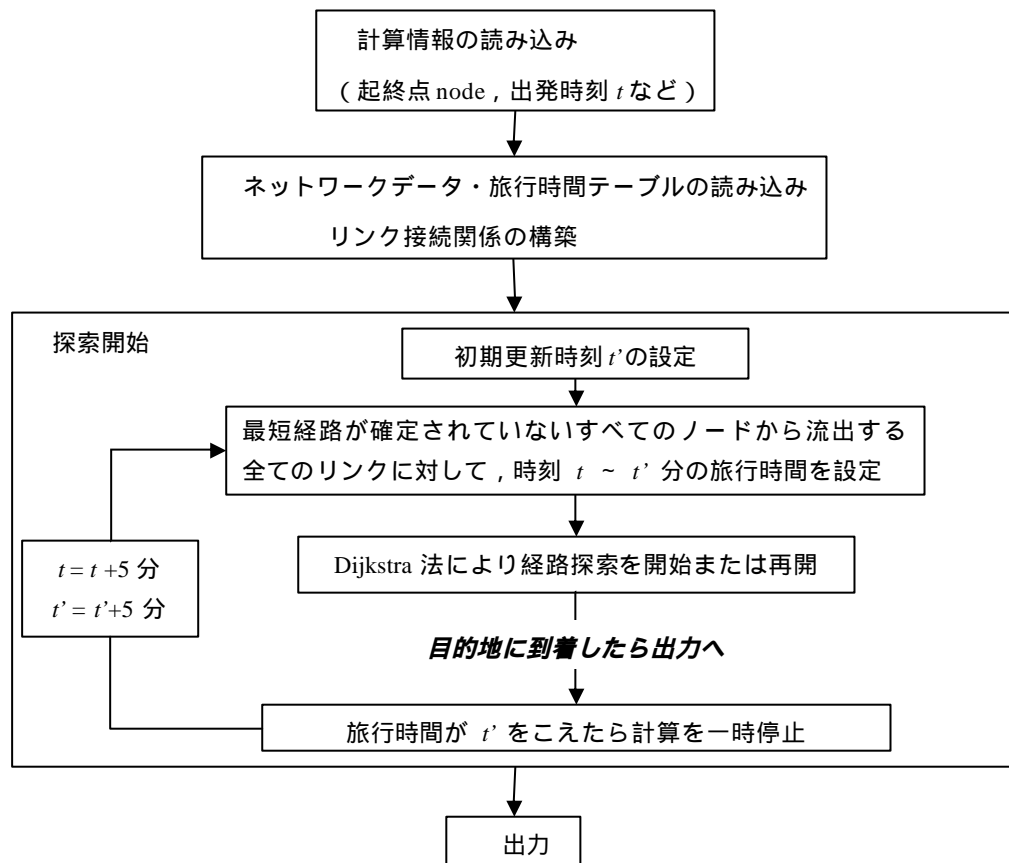 計算情報の読み込み
（起終点 node，出発時刻 t など）
ネットワークデータ・旅行時間テーブルの読み込み
リンク接続関係の構築
探索開始
初期更新時刻 t’の設定
最短経路が確定されていないすべてのノードから流出する
全てのリンクに対して，時刻 t ~ t’ 分の旅行時間を設定
Dijkstra 法により経路探索を開始または再開
t = t +5 分
t’ = t’+5 分
目的地に到着したら出力へ
旅行時間が t’ をこえたら計算を一時停止
出力